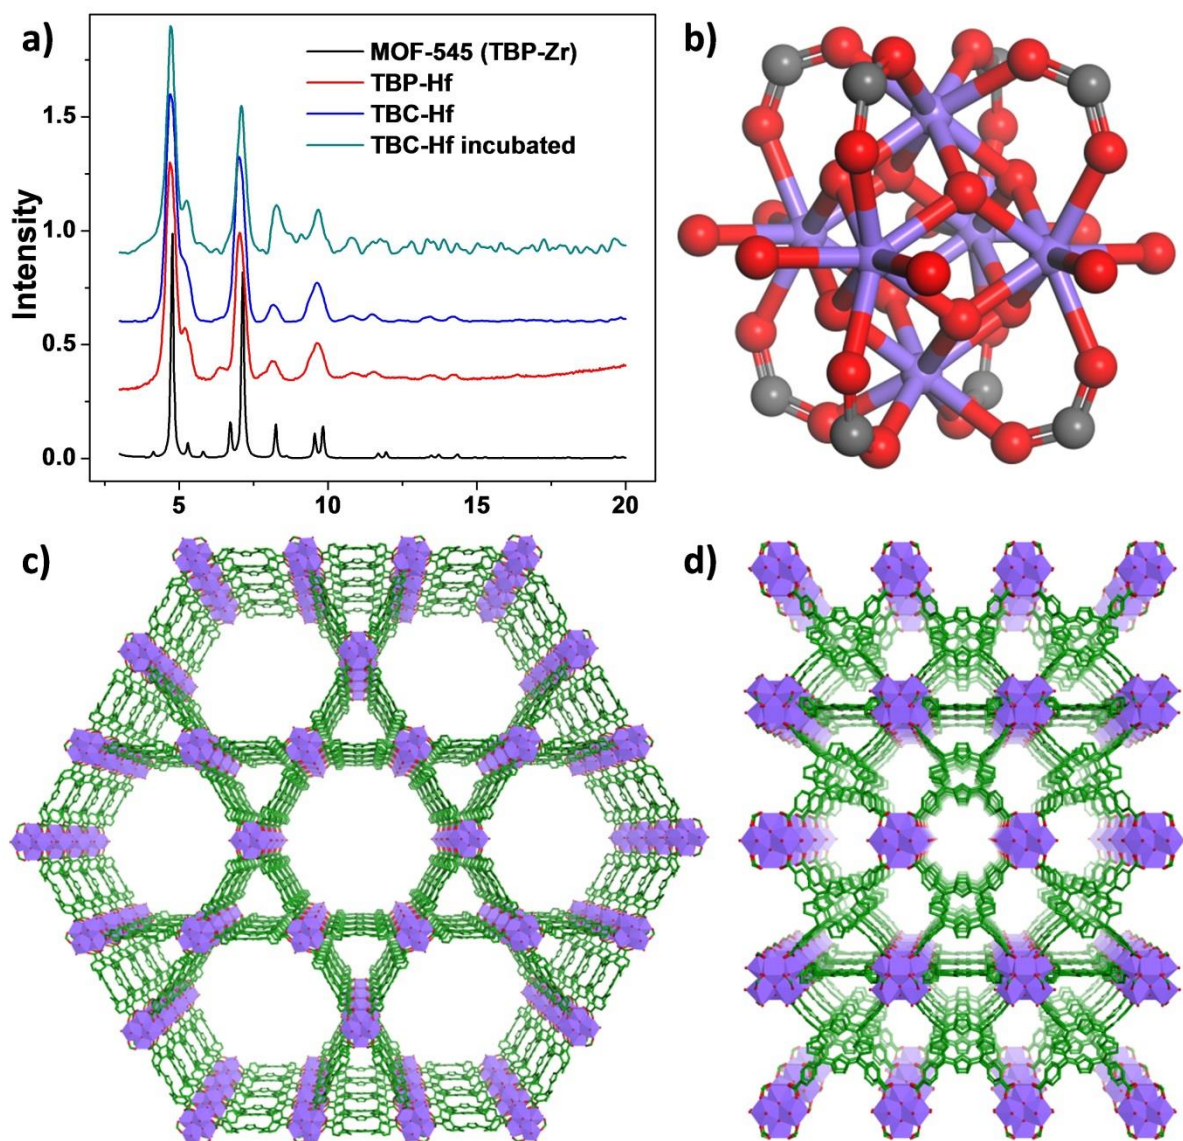 a)
MOF-545 (TBP-Zr)
TBP-Hf
TBC-Hf
TBC-Hf incubated
Intensity
1.5
1.0
0.5
0.0
5 10 15 20
b)
c)
d)